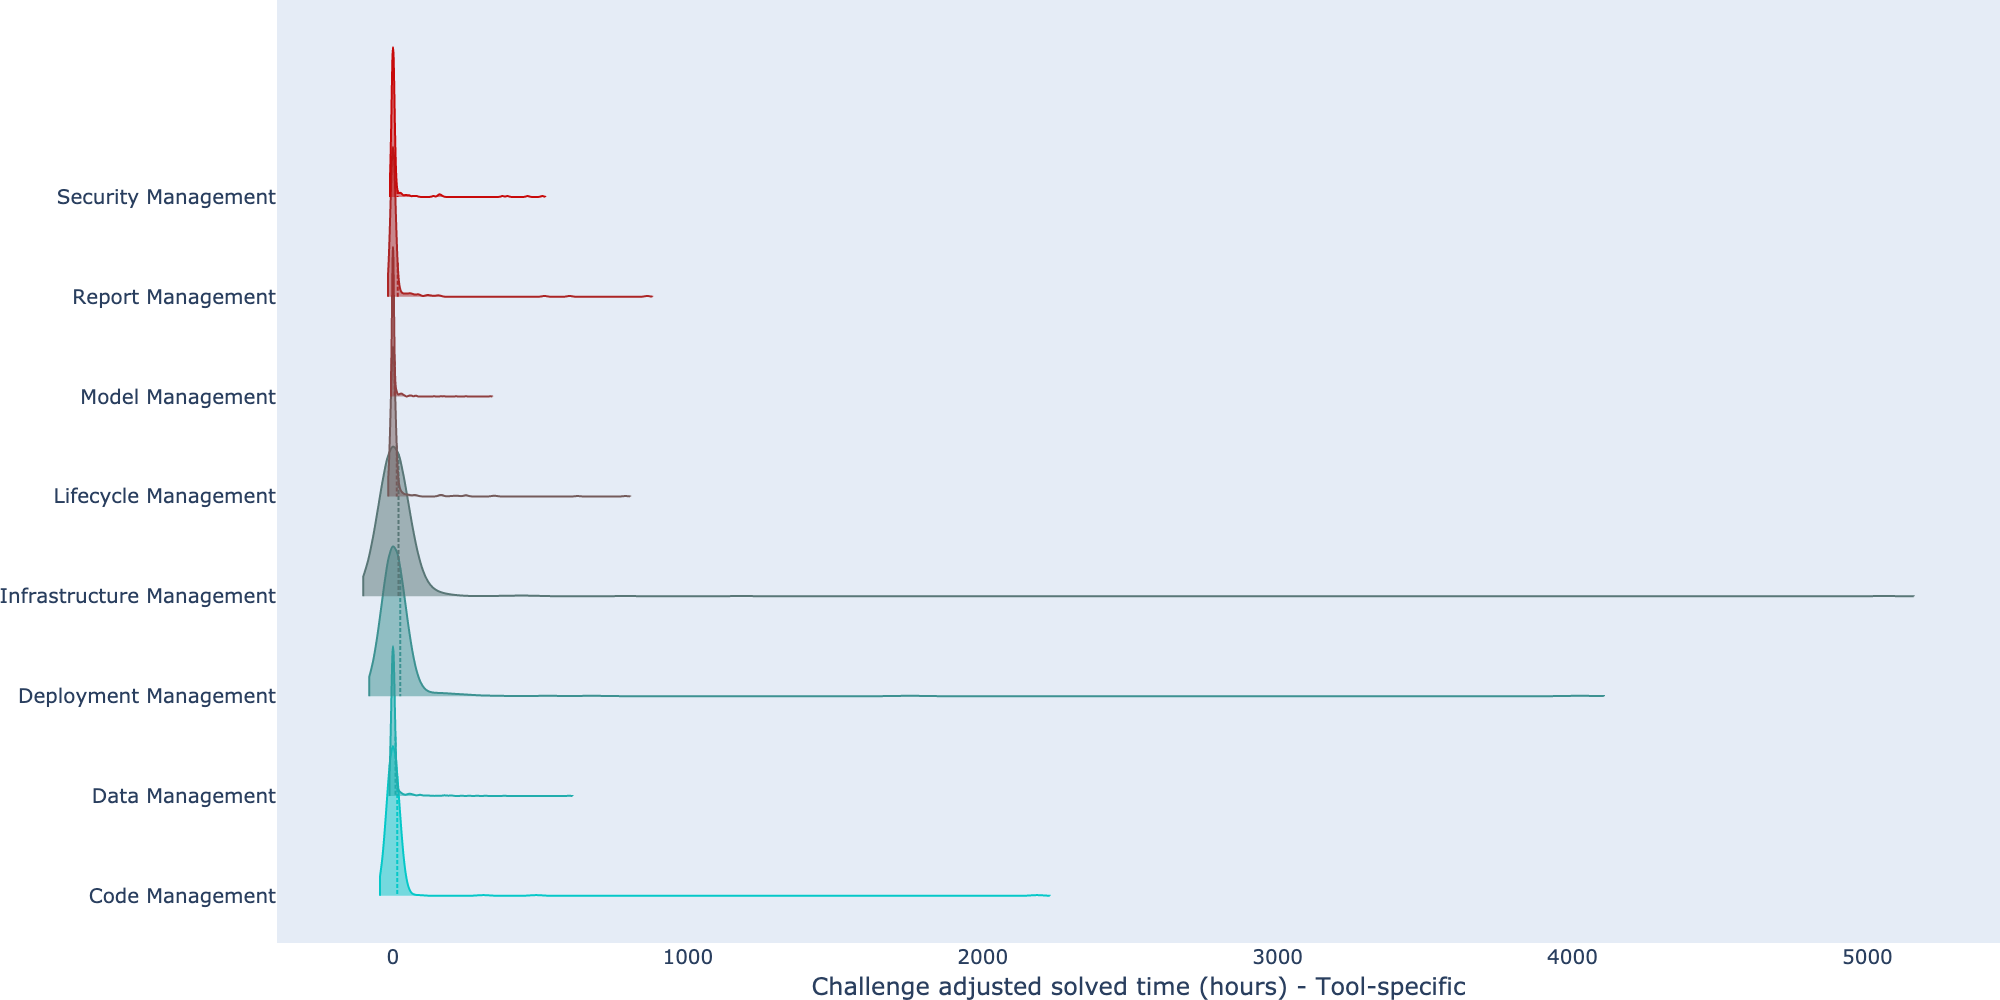 Security Management
Report Management
Model Management
Lifecycle Management
Infrastructure Management
Deployment Management
Data Management
Code Management
0 1000 2000 3000 4000 5000
Challenge adjusted solved time (hours) - Tool-specific